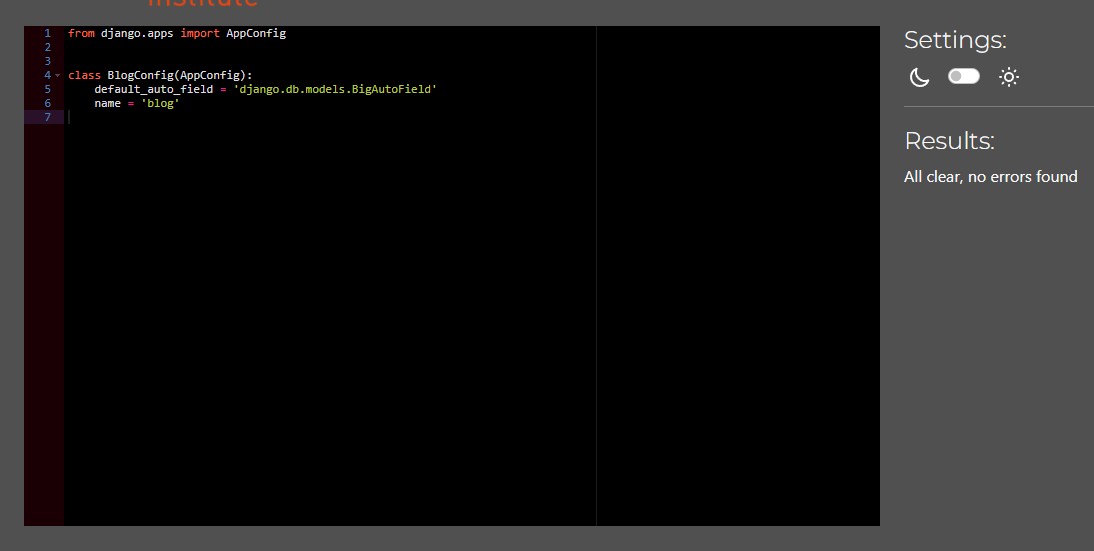 Institute
1 from django.apps import AppConfig
2
3
4 class BlogConfig(AppConfig):
5     default_auto_field = 'django.db.models.BigAutoField'
6     name = 'blog'
7
Settings:
Results:
All clear, no errors found